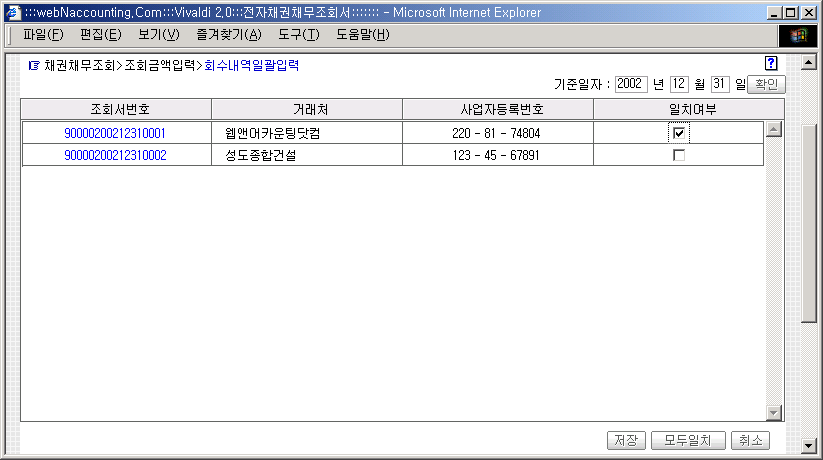 :::webNaccounting.Com:::Vivaldi 2.0:::전자채권채무조회서::::::: - Microsoft Internet Explorer
파일(F) 편집(E) 보기(V) 즐겨찾기(A) 도구(T) 도움말(H)
☞ 채권채무조회>조회금액입력>회수내역일괄입력 ?
기준일자 : 2002 년 12 월 31 일 확인
조회서번호 거래처 사업자등록번호 일치여부
90000200212310001 웹앤어카운팅닷컴 220 - 81 - 74804
90000200212310002 성도종합건설 123 - 45 - 67891
저장 모두일치 취소